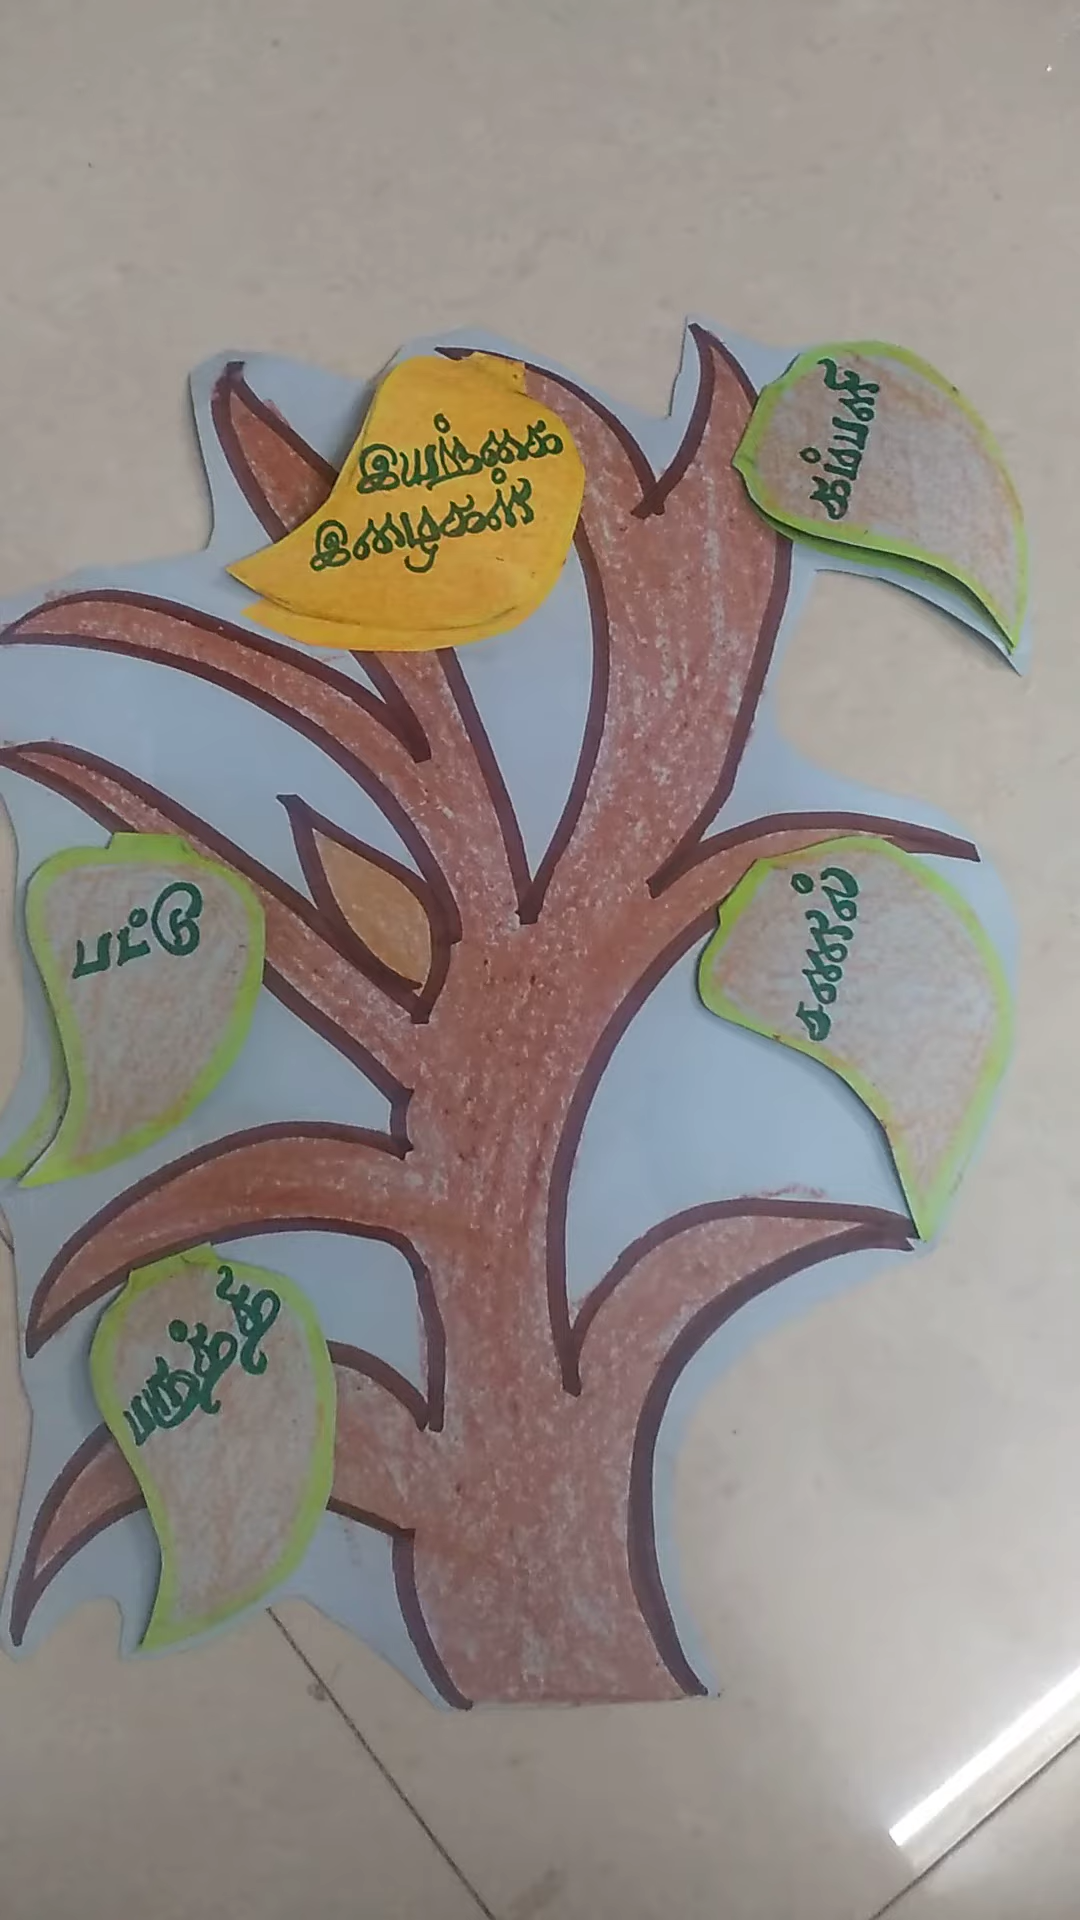 இயற்கை
இழைகள்
கம்பளி
பட்டு
சணல்
பருத்தி